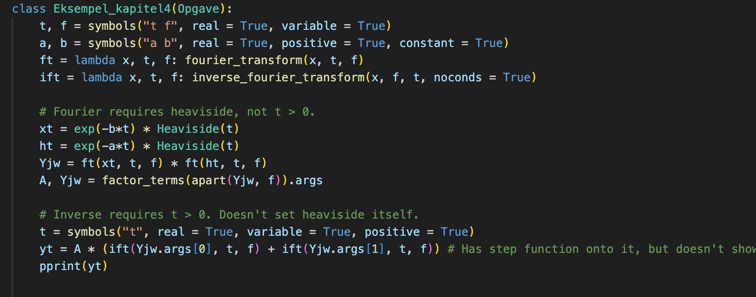 class Eksempel_kapitel4(Opgave):
    t, f = symbols("t f", real = True, variable = True)
    a, b = symbols("a b", real = True, positive = True, constant = True)
    ft = lambda x, t, f: fourier_transform(x, t, f)
    ift = lambda x, t, f: inverse_fourier_transform(x, f, t, noconds = True)

    # Fourier requires heaviside, not t > 0.
    xt = exp(-b*t) * Heaviside(t)
    ht = exp(-a*t) * Heaviside(t)
    Yjw = ft(xt, t, f) * ft(ht, t, f)
    A, Yjw = factor_terms(apart(Yjw, f)).args

    # Inverse requires t > 0. Doesn't set heaviside itself.
    t = symbols("t", real = True, variable = True, positive = True)
    yt = A * (ift(Yjw.args[0], t, f) + ift(Yjw.args[1], t, f)) # Has step function onto it, but doesn't show
    pprint(yt)